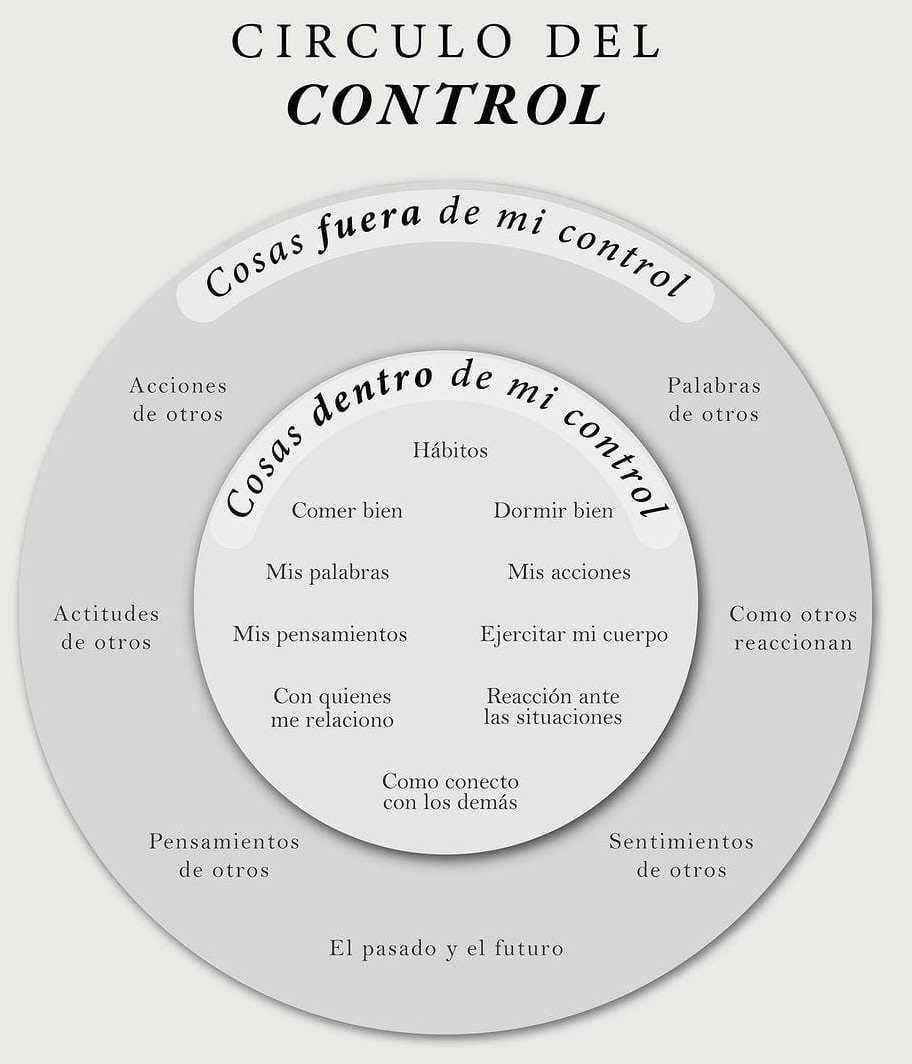 CIRCULO DEL
CONTROL
Cosas fuera de mi control
Acciones
de otros
Palabras
de otros
Cosas dentro de mi control
Hábitos
Comer bien
Dormir bien
Mis palabras
Mis acciones
Actitudes
de otros
Como otros
reaccionan
Mis pensamientos
Ejercitar mi cuerpo
Con quienes
me relaciono
Reacción ante
las situaciones
Como conecto
con los demás
Pensamientos
de otros
Sentimientos
de otros
El pasado y el futuro